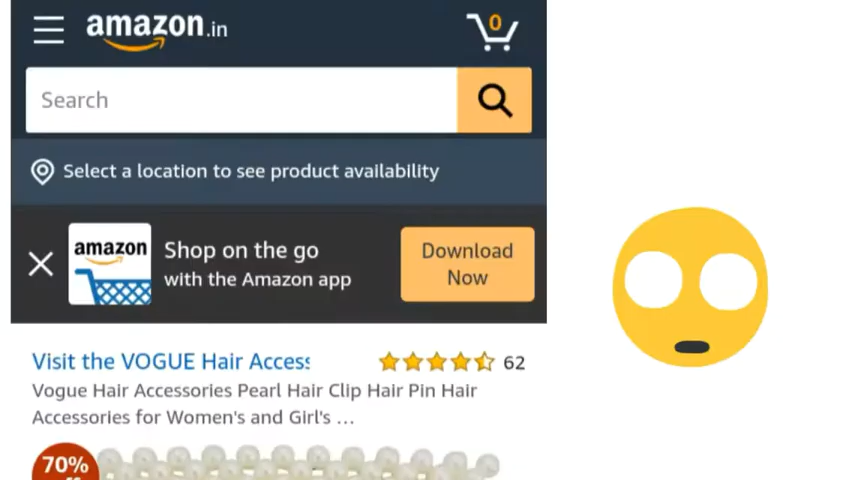 amazon.in
0
Search
Select a location to see product availability
amazon
Shop on the go
with the Amazon app
Download
Now
Visit the VOGUE Hair Access
62
Vogue Hair Accessories Pearl Hair Clip Hair Pin Hair
Accessories for Women's and Girl's ...
70%